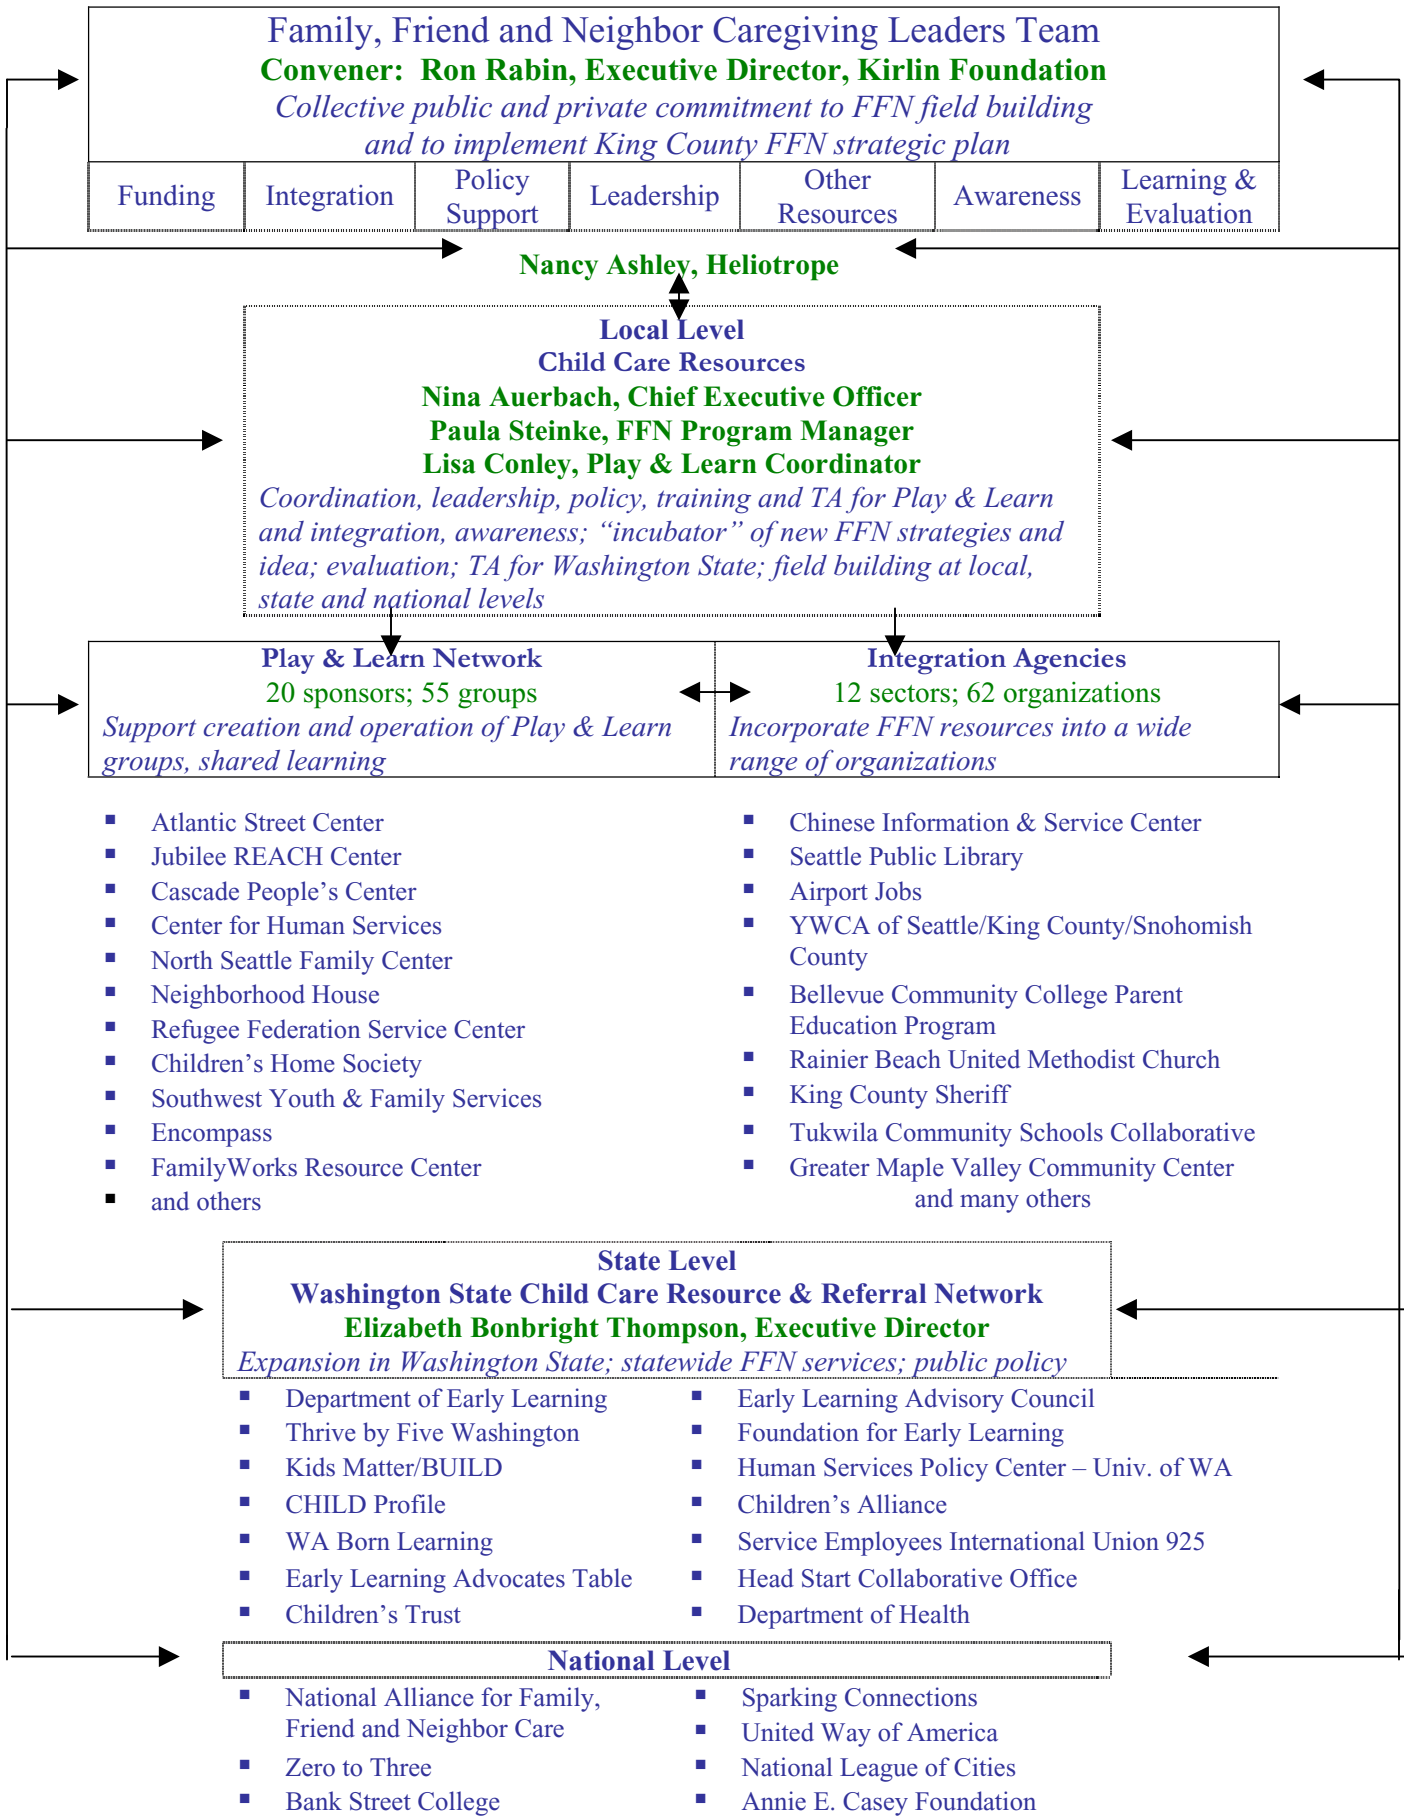 Family, Friend and Neighbor Caregiving Leaders Team
Convener: Ron Rabin, Executive Director, Kirlin Foundation
Collective public and private commitment to FFN field building
and to implement King County FFN strategic plan
Funding
Integration
Policy
Support
Leadership
Other
Resources
Awareness
Learning &
Evaluation
Nancy Ashley, Heliotrope
Local Level
Child Care Resources
Nina Auerbach, Chief Executive Officer
Paula Steinke, FFN Program Manager
Lisa Conley, Play & Learn Coordinator
Coordination, leadership, policy, training and TA for Play & Learn
and integration, awareness; “incubator” of new FFN strategies and
idea; evaluation; TA for Washington State; field building at local,
state and national levels
Play & Learn Network
20 sponsors; 55 groups
Support creation and operation of Play & Learn
groups, shared learning
Integration Agencies
12 sectors; 62 organizations
Incorporate FFN resources into a wide
range of organizations
▪ Atlantic Street Center
▪ Jubilee REACH Center
▪ Cascade People’s Center
▪ Center for Human Services
▪ North Seattle Family Center
▪ Neighborhood House
▪ Refugee Federation Service Center
▪ Children’s Home Society
▪ Southwest Youth & Family Services
▪ Encompass
▪ FamilyWorks Resource Center
▪ and others
▪ Chinese Information & Service Center
▪ Seattle Public Library
▪ Airport Jobs
▪ YWCA of Seattle/King County/Snohomish
County
▪ Bellevue Community College Parent
Education Program
▪ Rainier Beach United Methodist Church
▪ King County Sheriff
▪ Tukwila Community Schools Collaborative
▪ Greater Maple Valley Community Center
and many others
State Level
Washington State Child Care Resource & Referral Network
Elizabeth Bonbright Thompson, Executive Director
Expansion in Washington State; statewide FFN services; public policy
▪ Department of Early Learning
▪ Thrive by Five Washington
▪ Kids Matter/BUILD
▪ CHILD Profile
▪ WA Born Learning
▪ Early Learning Advocates Table
▪ Children’s Trust
▪ Early Learning Advisory Council
▪ Foundation for Early Learning
▪ Human Services Policy Center – Univ. of WA
▪ Children’s Alliance
▪ Service Employees International Union 925
▪ Head Start Collaborative Office
▪ Department of Health
National Level
▪ National Alliance for Family,
Friend and Neighbor Care
▪ Zero to Three
▪ Bank Street College
▪ Sparking Connections
▪ United Way of America
▪ National League of Cities
▪ Annie E. Casey Foundation